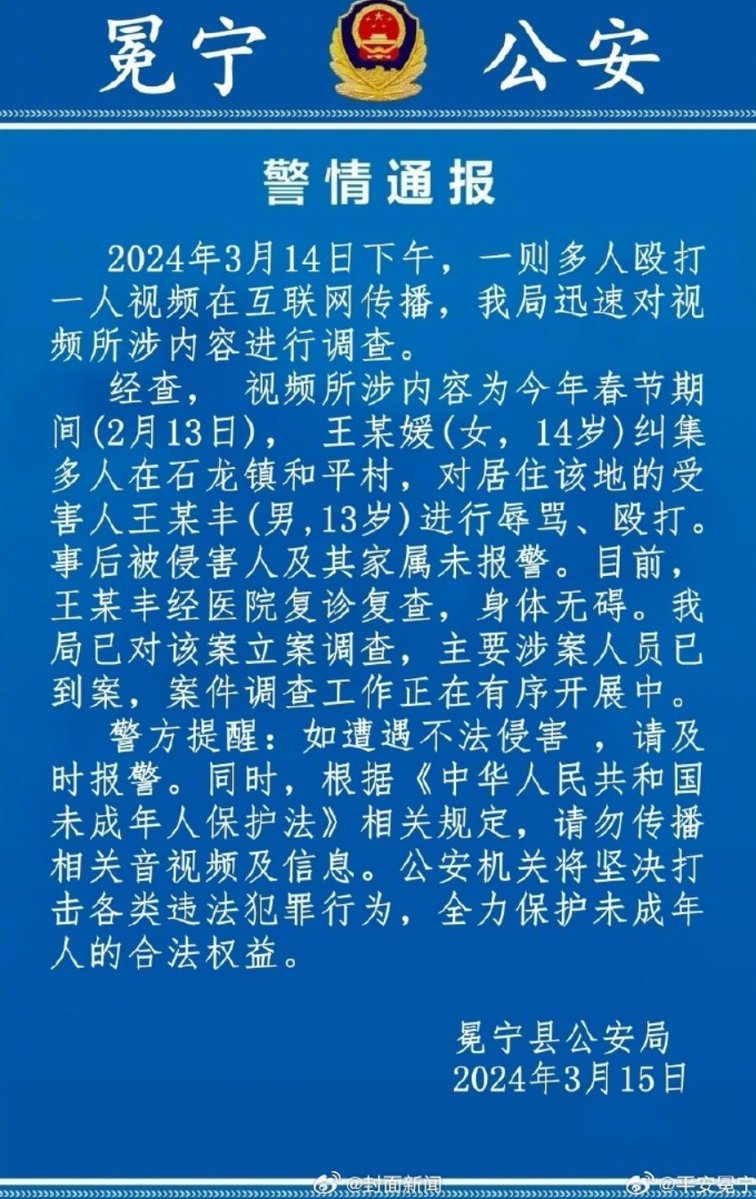 冕宁 公安
警情通报
2024年3月14日下午，一则多人殴打
一人视频在互联网传播，我局迅速对视
频所涉内容进行调查。
经查， 视频所涉内容为今年春节期
间(2月13日)， 王某媛(女，14岁)纠集
多人在石龙镇和平村，对居住该地的受
害人王某丰(男,13岁)进行辱骂、殴打。
事后被侵害人及其家属未报警。目前，
王某丰经医院复诊复查，身体无碍。我
局已对该案立案调查，主要涉案人员已
到案，案件调查工作正在有序开展中。
警方提醒：如遭遇不法侵害 ，请及
时报警。同时，根据《中华人民共和国
未成年人保护法》相关规定，请勿传播
相关音视频及信息。公安机关将坚决打
击各类违法犯罪行为，全力保护未成年
人的合法权益。
冕宁县公安局
2024年3月15日
@封面新闻 @平安冕宁